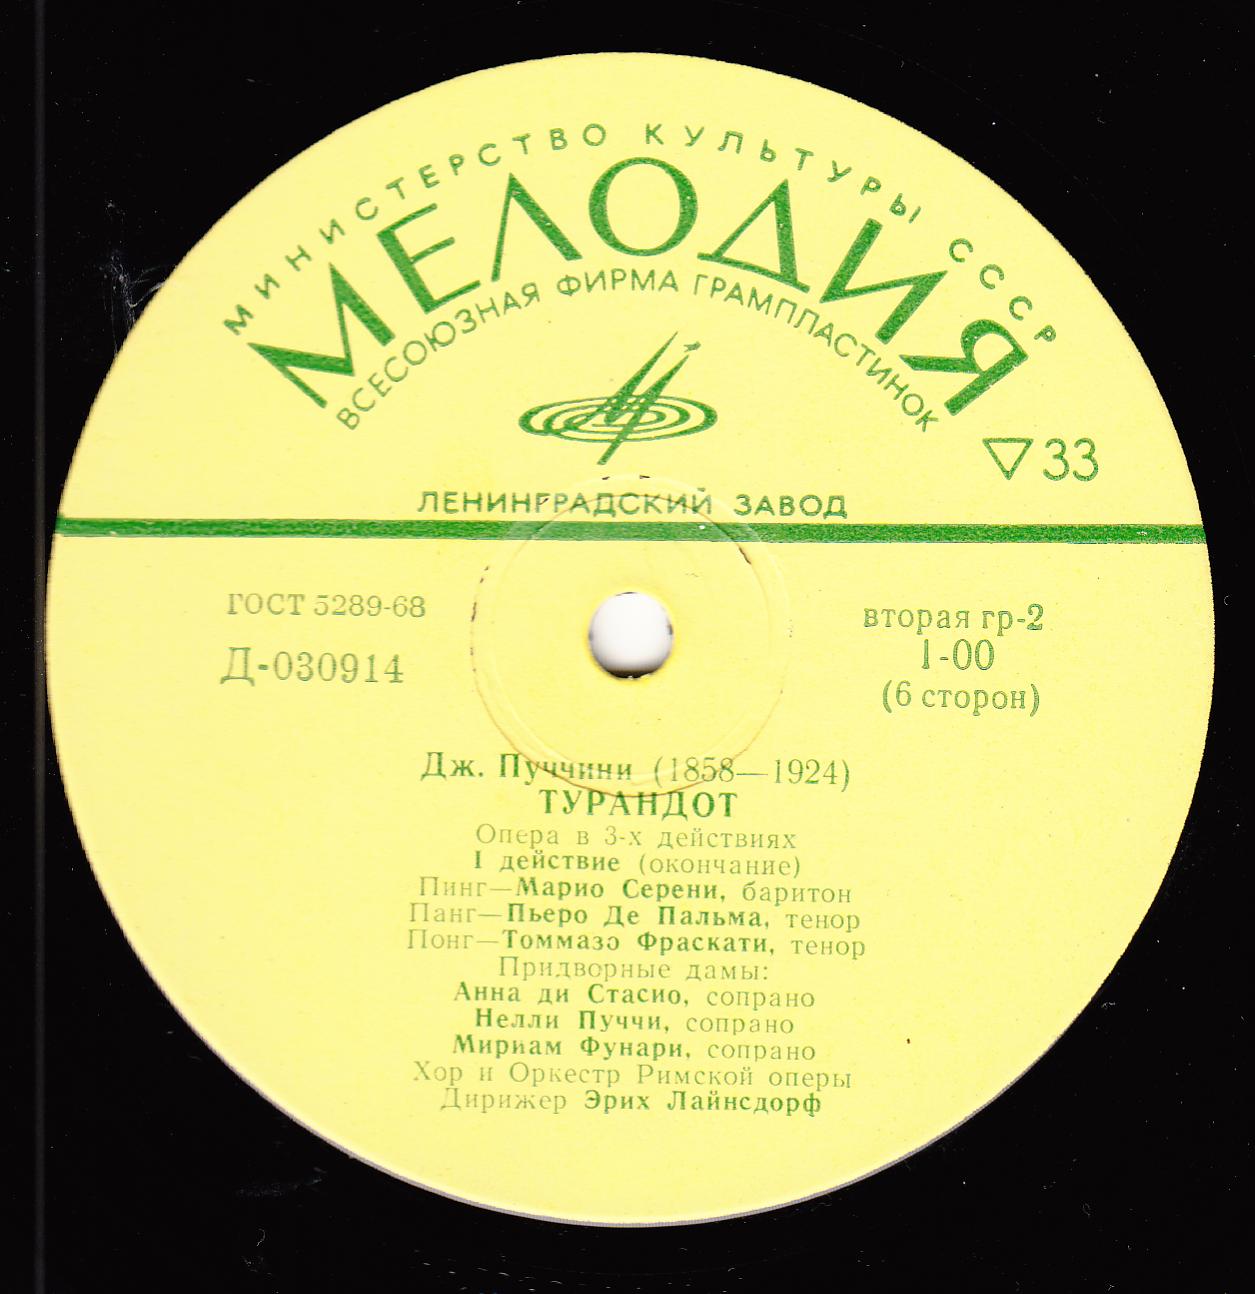 МИНИСТЕРСТВО КУЛЬТУРЫ СССР
МЕЛОДИЯ
ВСЕСОЮЗНАЯ ФИРМА ГРАМПЛАСТИНОК
33
ЛЕНИНГРАДСКИЙ ЗАВОД
ГОСТ 5289-68
Д-030914
вторая гр-2
1-00
(6 сторон)
Дж. Пуччини (1858—1924)
ТУРАНДОТ
Опера в 3-х действиях
I действие (окончание)
Пинг—Марио Серени, баритон
Панг—Пьеро Де Пальма, тенор
Понг—Томмазо Фраскати, тенор
Придворные дамы:
Анна ди Стасио, сопрано
Нелли Пуччи, сопрано
Мириам Фунари, сопрано
Хор и Оркестр Римской оперы
Дирижер Эрих Лайнсдорф